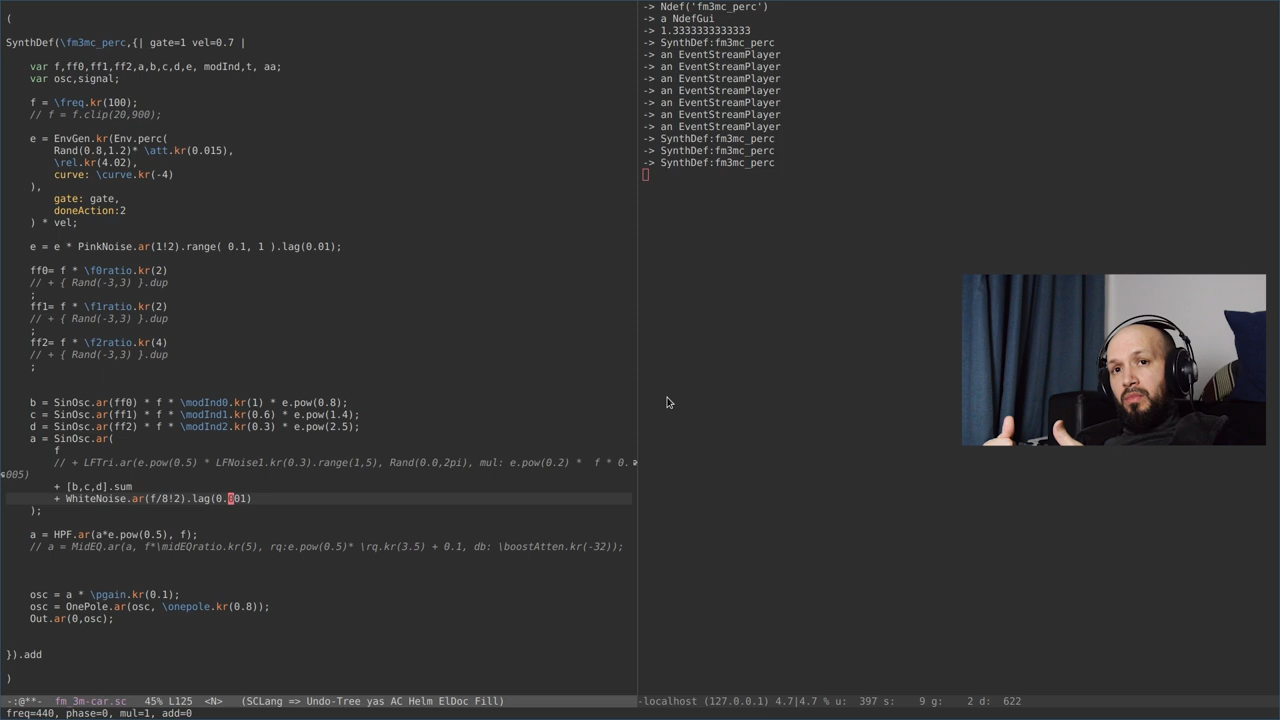 (
SynthDef(\fm3mc_perc,{| gate=1 vel=0.7 |
var f,ff0,ff1,ff2,a,b,c,d,e, modInd,t, aa;
var osc,signal;
f = \freq.kr(100);
// f = f.clip(20,900);
e = EnvGen.kr(Env.perc(
Rand(0.8,1.2)* \att.kr(0.015),
\rel.kr(4.02),
curve: \curve.kr(-4)
),
gate: gate,
doneAction:2
) * vel;
e = e * PinkNoise.ar(1!2).range( 0.1, 1 ).lag(0.01);
ff0= f * \f0ratio.kr(2)
// + { Rand(-3,3) }.dup
;
ff1= f * \f1ratio.kr(2)
// + { Rand(-3,3) }.dup
;
ff2= f * \f2ratio.kr(4)
// + { Rand(-3,3) }.dup
;
b = SinOsc.ar(ff0) * f * \modInd0.kr(1) * e.pow(0.8);
c = SinOsc.ar(ff1) * f * \modInd1.kr(0.6) * e.pow(1.4);
d = SinOsc.ar(ff2) * f * \modInd2.kr(0.3) * e.pow(2.5);
a = SinOsc.ar(
f
// + LFTri.ar(e.pow(0.5) * LFNoise1.kr(0.3).range(1,5), Rand(0.0,2pi), mul: e.pow(0.2) *  f * 0.
005)
+ [b,c,d].sum
+ WhiteNoise.ar(f/8!2).lag(0.001)
);
a = HPF.ar(a*e.pow(0.5), f);
// a = MidEQ.ar(a, f*\midEQratio.kr(5), rq:e.pow(0.5)* \rq.kr(3.5) + 0.1, db: \boostAtten.kr(-32));
osc = a * \pgain.kr(0.1);
osc = OnePole.ar(osc, \onepole.kr(0.8));
Out.ar(0,osc);
}).add
)
-:@**-  fm_3m-car.sc   45% L125  <N>  (SCLang => Undo-Tree yas AC Helm ElDoc Fill)
freq=440, phase=0, mul=1, add=0
-> Ndef('fm3mc_perc')
-> a NdefGui
-> 1.3333333333333
-> SynthDef:fm3mc_perc
-> an EventStreamPlayer
-> an EventStreamPlayer
-> an EventStreamPlayer
-> an EventStreamPlayer
-> an EventStreamPlayer
-> an EventStreamPlayer
-> an EventStreamPlayer
-> SynthDef:fm3mc_perc
-> SynthDef:fm3mc_perc
-> SynthDef:fm3mc_perc
-localhost (127.0.0.1) 4.7|4.7 % u:  397 s:    9 g:    2 d:  622